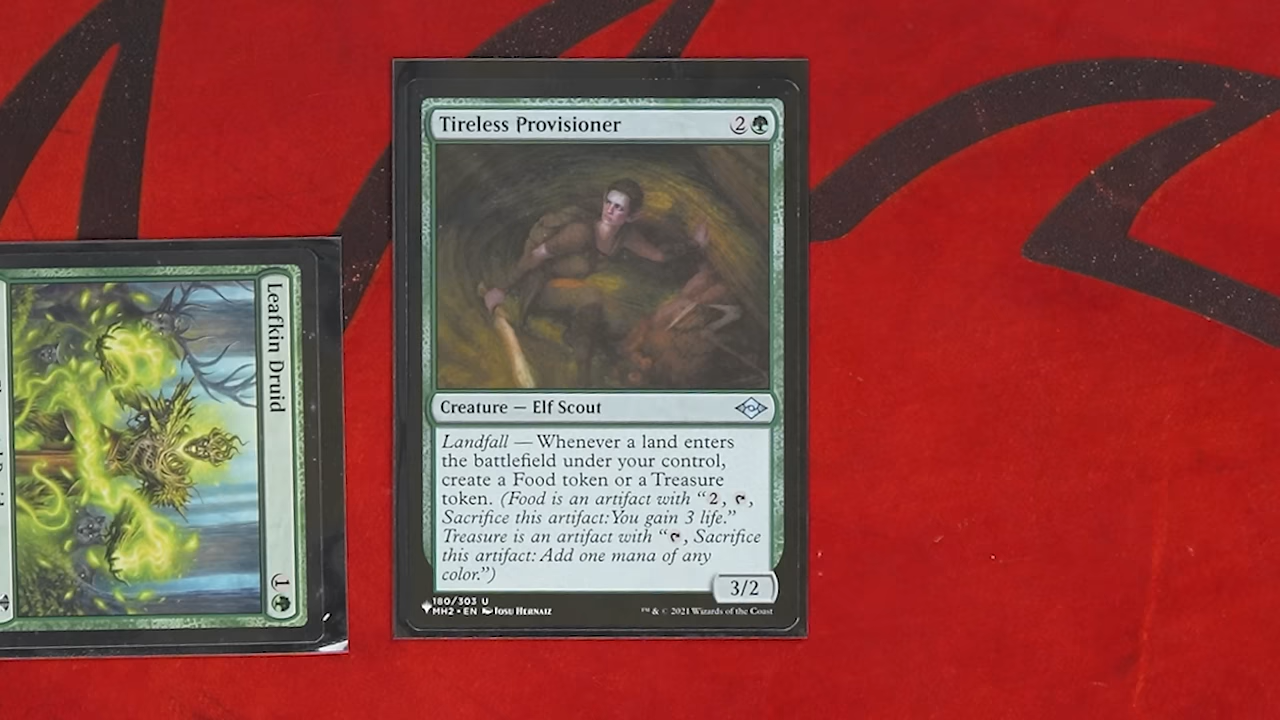 Tireless Provisioner 2
Creature — Elf Scout
Landfall — Whenever a land enters
the battlefield under your control,
create a Food token or a Treasure
token. (Food is an artifact with “2, ,
Sacrifice this artifact: You gain 3 life.”
Treasure is an artifact with “ , Sacrifice
this artifact: Add one mana of any
color.”)
3/2
180/303 U
MH2 • EN Iosu Hernaiz
™ & © 2021 Wizards of the Coast
Leafkin Druid 1